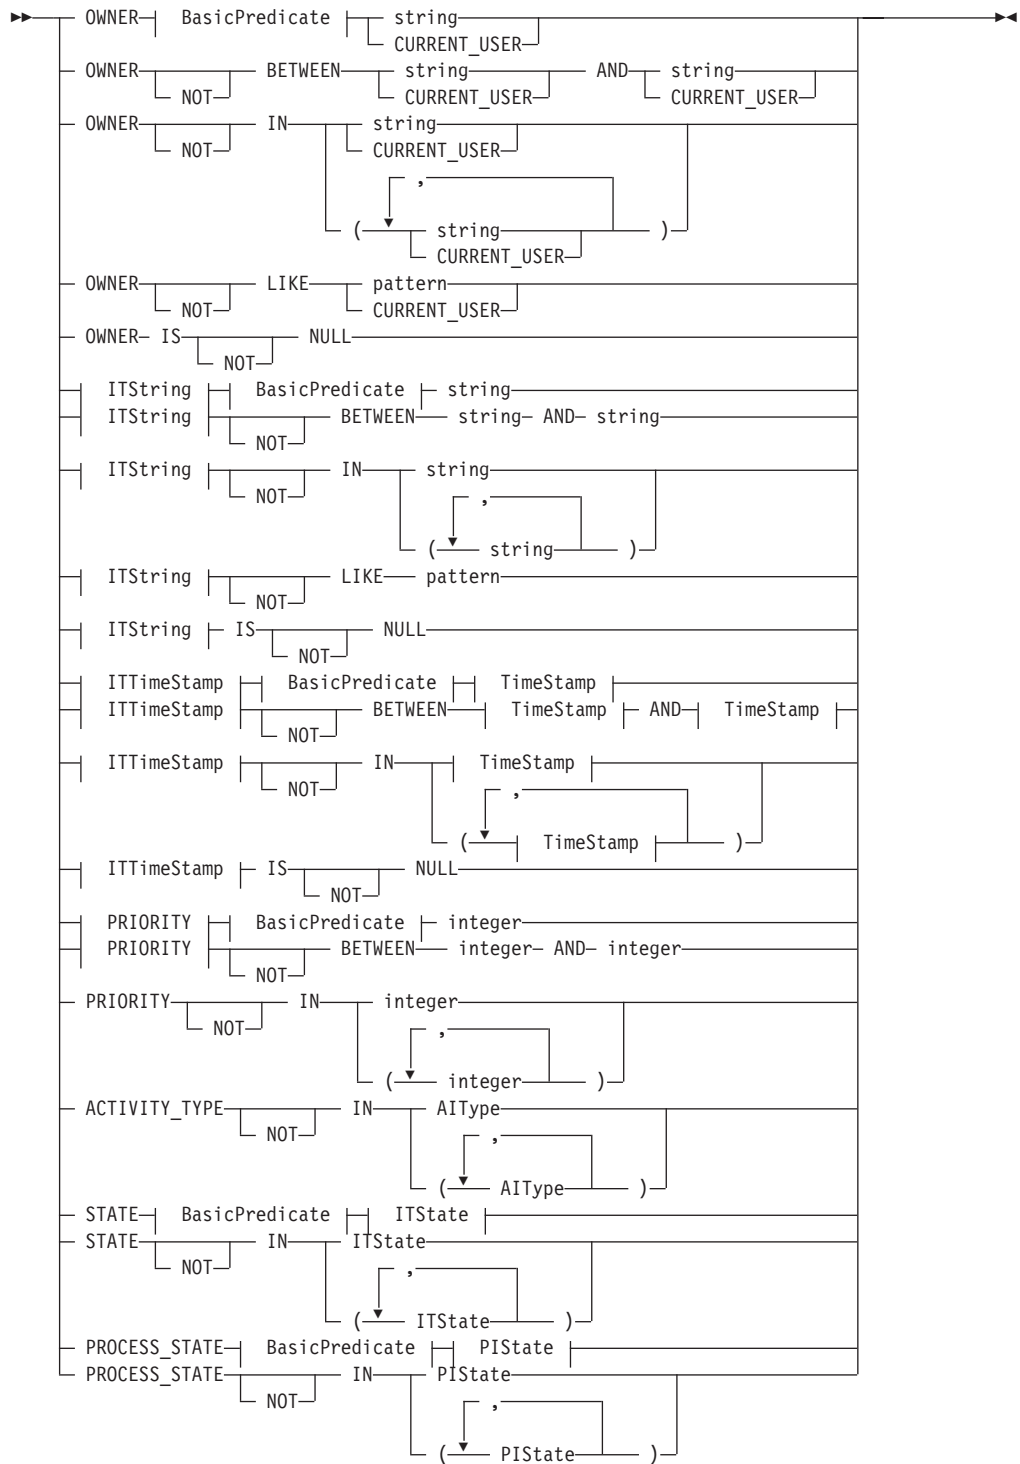 OWNER BasicPredicate string
CURRENT_USER
OWNER BETWEEN string AND string
NOT CURRENT_USER CURRENT_USER
OWNER IN string
NOT CURRENT_USER
,
( string )
CURRENT_USER
OWNER LIKE pattern
NOT CURRENT_USER
OWNER IS NULL
NOT
ITString BasicPredicate string
ITString BETWEEN string AND string
NOT
ITString IN string
NOT ,
( string )
ITString LIKE pattern
NOT
ITString IS NULL
NOT
ITTimeStamp BasicPredicate TimeStamp
ITTimeStamp BETWEEN TimeStamp AND TimeStamp
NOT
ITTimeStamp IN TimeStamp
NOT ,
( TimeStamp )
ITTimeStamp IS NULL
NOT
PRIORITY BasicPredicate integer
PRIORITY BETWEEN integer AND integer
NOT
PRIORITY IN integer
NOT ,
( integer )
ACTIVITY_TYPE IN AIType
NOT ,
( AIType )
STATE BasicPredicate ITState
STATE IN ITState
NOT ,
( ITState )
PROCESS_STATE BasicPredicate PIState
PROCESS_STATE IN PIState
NOT ,
( PIState )